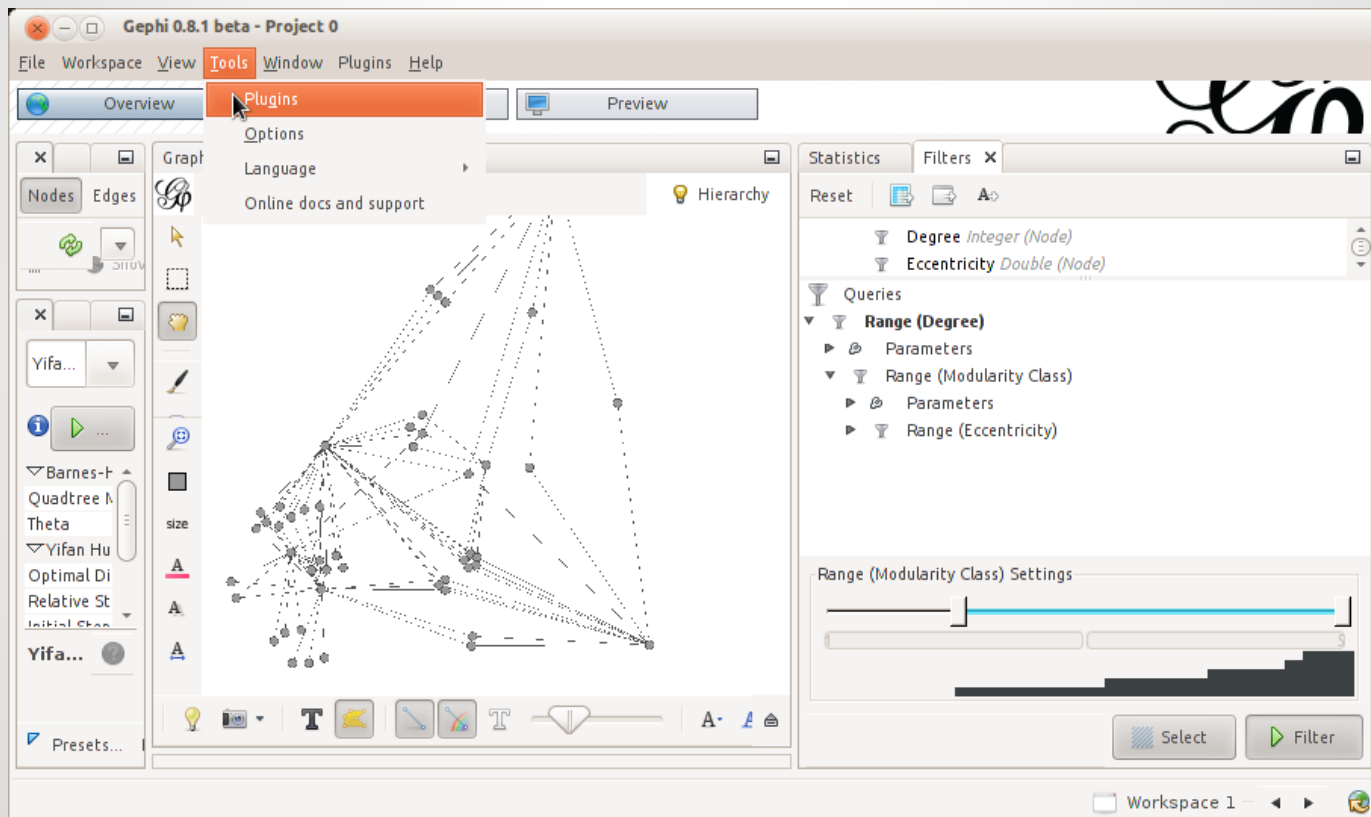 Gephi 0.8.1 beta - Project 0
File Workspace View Tools Window Plugins Help
Overview
Plugins
Preview
Options
Language
Online docs and support
Nodes Edges
Graph
Hierarchy
Yifa...
...
Barnes-H
Quadtree
Theta
Yifan Hu
Optimal Di
Relative St
Initial Step
Yifa...
Presets...
size
A
A
A
T
T
A
Statistics Filters
Reset
A
Degree Integer (Node)
Eccentricity Double (Node)
Queries
Range (Degree)
Parameters
Range (Modularity Class)
Parameters
Range (Eccentricity)
Range (Modularity Class) Settings
Select Filter
Workspace 1